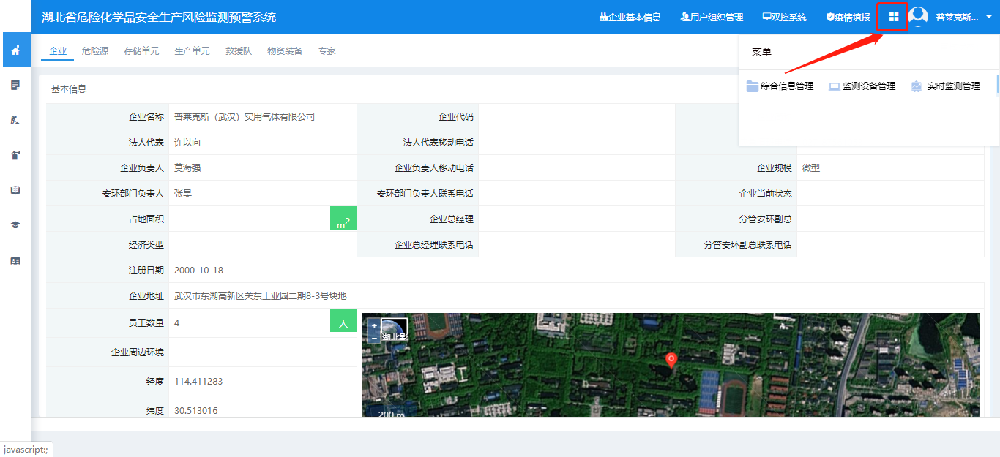 湖北省危险化学品安全生产风险监测预警系统
企业基本信息 用户组织管理 双控系统 疫情填报 普莱克斯...
企业 危险源 存储单元 生产单元 救援队 物资装备 专家
菜单
综合信息管理 监测设备管理 实时监测管理
基本信息
企业名称 普莱克斯（武汉）实用气体有限公司 企业代码
法人代表 许以向 法人代表移动电话
企业负责人 莫海强 企业负责人移动电话 企业规模 微型
安环部门负责人 张昊 安环部门负责人联系电话 企业当前状态
占地面积 m2 企业总经理 分管安环副总
经济类型 企业总经理联系电话 分管安环副总联系电话
注册日期 2000-10-18
企业地址 武汉市东湖高新区关东工业园二期8-3号块地
员工数量 4 人
+
−
湖北影
企业周边环境
经度 114.411283
纬度 30.513016
200 m
javascript:;